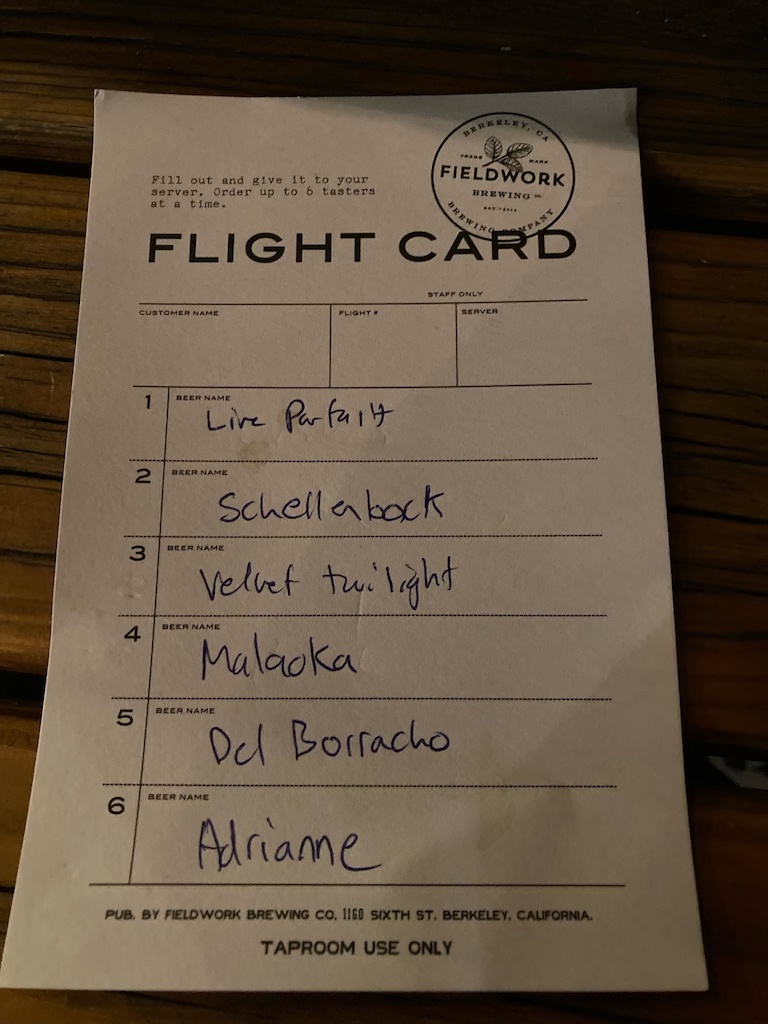 BERKELEY, CA
TRADE MARK
FIELDWORK
BREWING
BREWING COMPANY
Fill out and give it to your
server. Order up to 6 tasters
at a time.
FLIGHT CARD
STAFF ONLY
CUSTOMER NAME FLIGHT # SERVER
1 BEER NAME
Live Parfait
2 BEER NAME
Schellenbock
3 BEER NAME
Velvet twilight
4 BEER NAME
Malaoka
5 BEER NAME
Del Borracho
6 BEER NAME
Adrianne
PUB. BY FIELDWORK BREWING CO. 1160 SIXTH ST. BERKELEY, CALIFORNIA.
TAPROOM USE ONLY